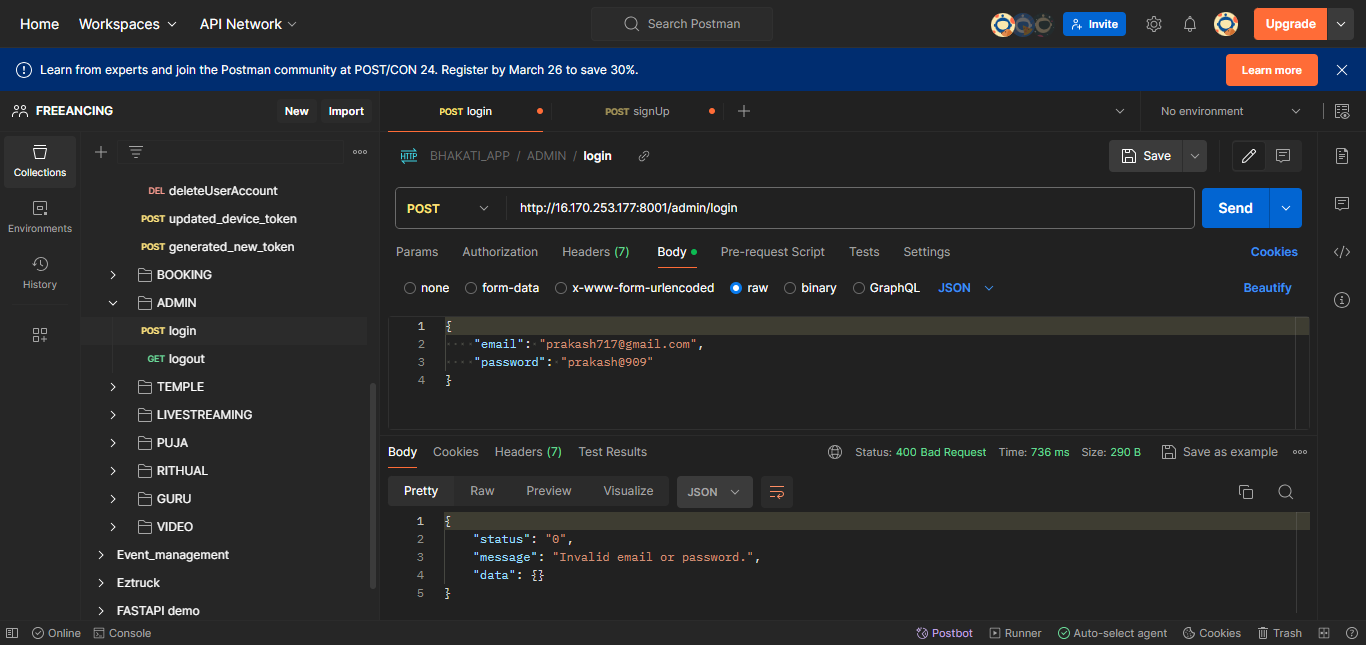 Home Workspaces API Network Search Postman Invite Upgrade
Learn from experts and join the Postman community at POST/CON 24. Register by March 26 to save 30%. Learn more
FREEANCING New Import POST login POST signUp No environment
Collections
Environments
History
DEL deleteUserAccount
POST updated_device_token
POST generated_new_token
BOOKING
ADMIN
POST login
GET logout
TEMPLE
LIVESTREAMING
PUJA
RITHUAL
GURU
VIDEO
Event_management
Eztruck
FASTAPI demo
HTTP BHAKATI_APP / ADMIN / login Save
POST http://16.170.253.177:8001/admin/login Send
Params Authorization Headers (7) Body Pre-request Script Tests Settings Cookies
none form-data x-www-form-urlencoded raw binary GraphQL JSON Beautify
1 {
2 "email": "prakash717@gmail.com",
3 "password": "prakash@909"
4 }
Body Cookies Headers (7) Test Results Status: 400 Bad Request Time: 736 ms Size: 290 B Save as example
Pretty Raw Preview Visualize JSON
1 {
2 "status": "0",
3 "message": "Invalid email or password.",
4 "data": {}
5 }
Online Console Postbot Runner Auto-select agent Cookies Trash